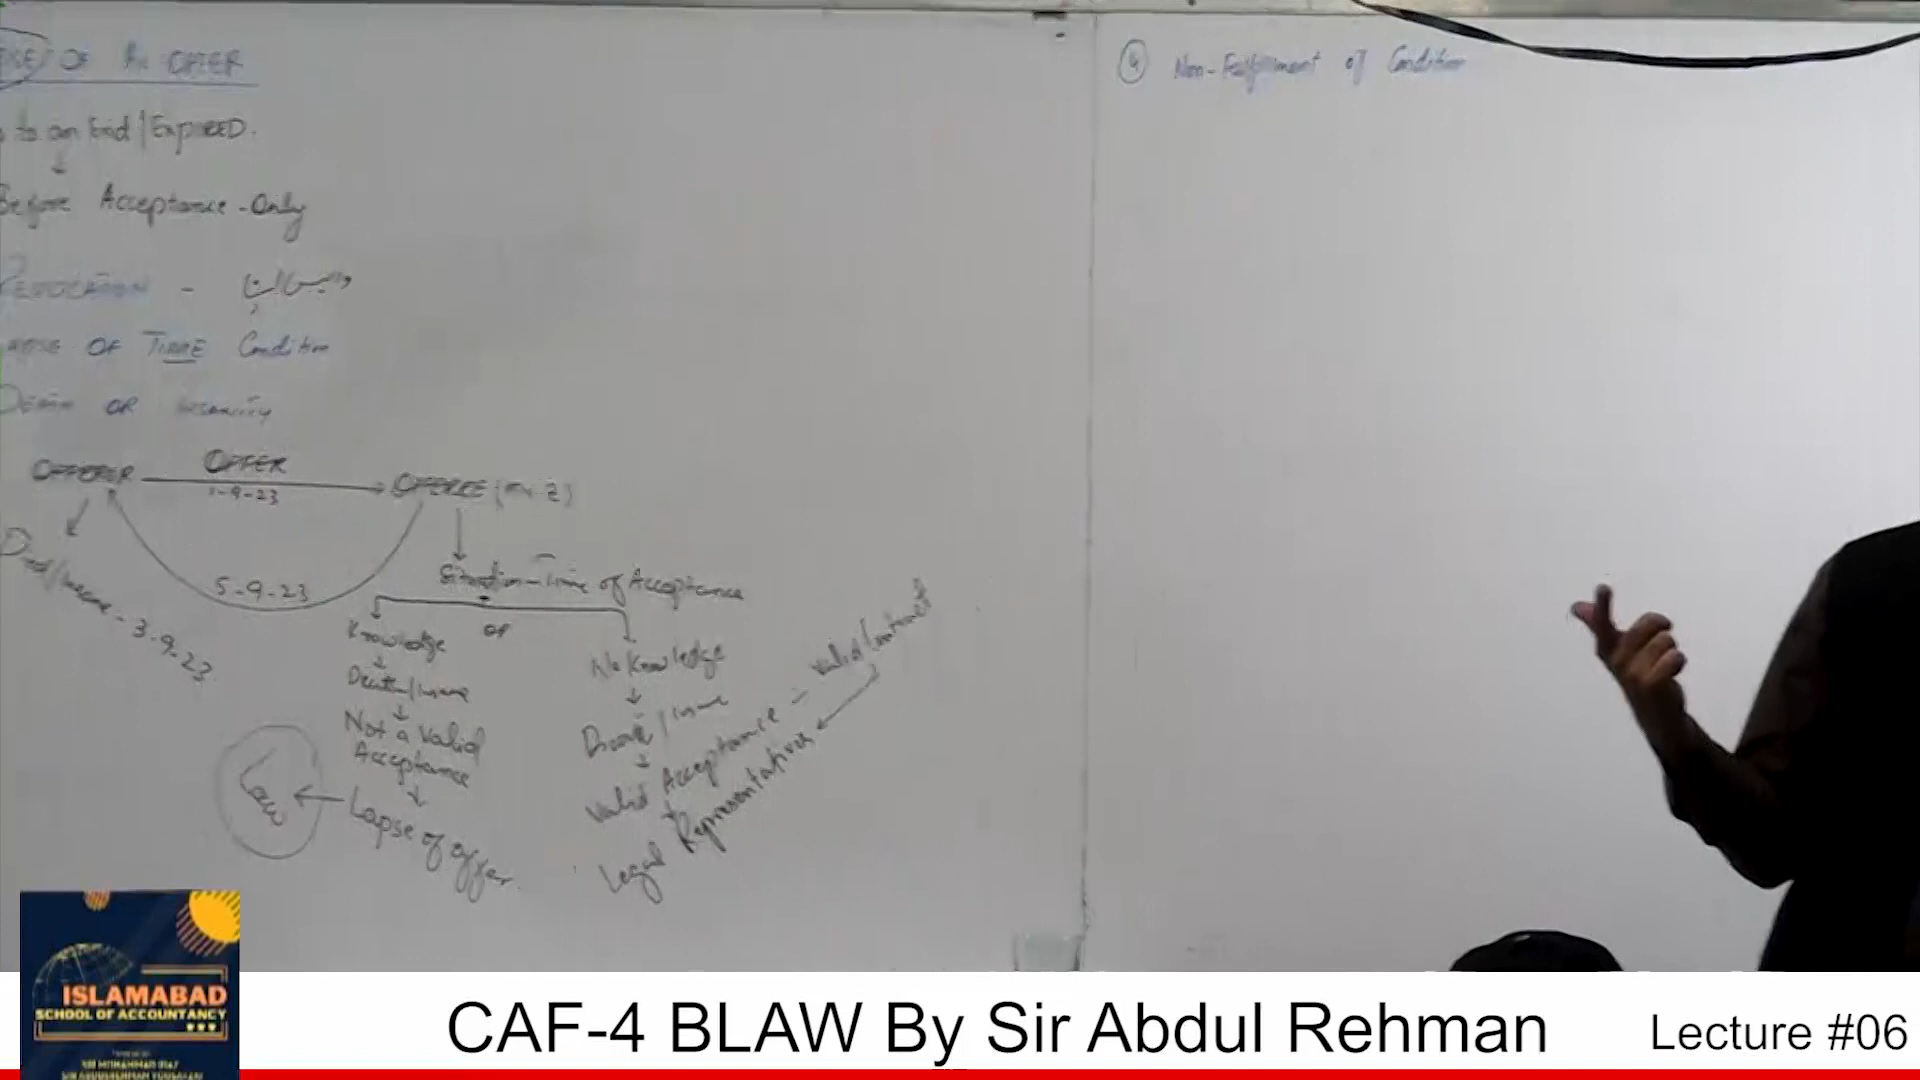 OF AN OFFER
to an End / EXPIRED.
↓
Before Acceptance - Only
REVOCATION - واپس لینا
OF TIME Condition
DEATH OR INSANITY
OFFEROR
OFFER
1-9-23
OFFEREE
5-9-23
Died/Insane - 3-9-23
Situation - Time of Acceptance
Knowledge
or
No Knowledge
Death/Insane
Death/Insane
Not a Valid
Acceptance
Valid Acceptance - Valid Contract
Legal Representatives
Lapse of offer.
Law
④ Non-Fulfillment of Condition
ISLAMABAD
SCHOOL OF ACCOUNTANCY
CAF-4 BLAW By Sir Abdul Rehman
Lecture #06